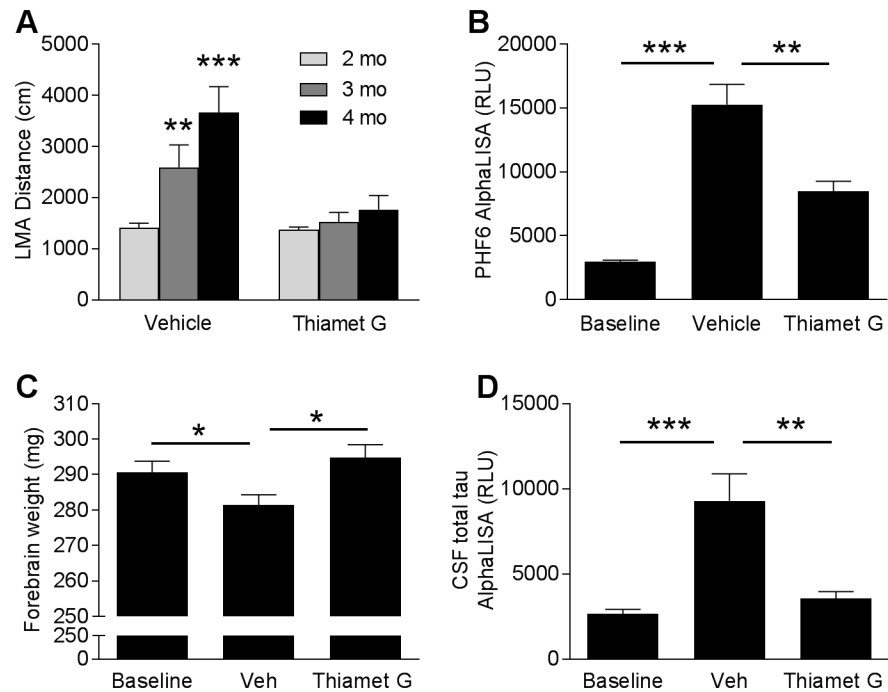 A
LMA Distance (cm)
5000
4000
3000
2000
1000
0
2 mo
3 mo
4 mo
**
***
Vehicle
Thiamet G
B
PHF6 AlphaLISA (RLU)
20000
15000
10000
5000
0
***
**
Baseline
Vehicle
Thiamet G
C
Forebrain weight (mg)
310
300
290
280
270
260
250
250
0
*
*
Baseline
Veh
Thiamet G
D
CSF total tau
AlphaLISA (RLU)
15000
10000
5000
0
***
**
Baseline
Veh
Thiamet G